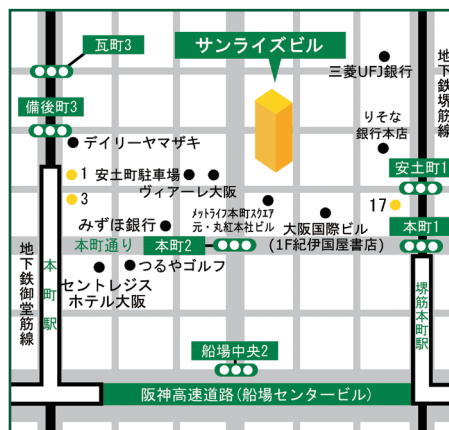 瓦町3
サンライズビル
三菱UFJ銀行
地下鉄堺筋線
備後町3
デイリーヤマザキ
りそな
銀行本店
1
安土町駐車場
ヴィアーレ大阪
安土町1
3
17
みずほ銀行
メットライフ本町スクエア
元・丸紅本社ビル
大阪国際ビル
(1F紀伊国屋書店)
本町1
本町通り
本町2
地下鉄御堂筋線
本町駅
つるやゴルフ
セントレジス
ホテル大阪
堺筋本町駅
船場中央2
阪神高速道路(船場センタービル)